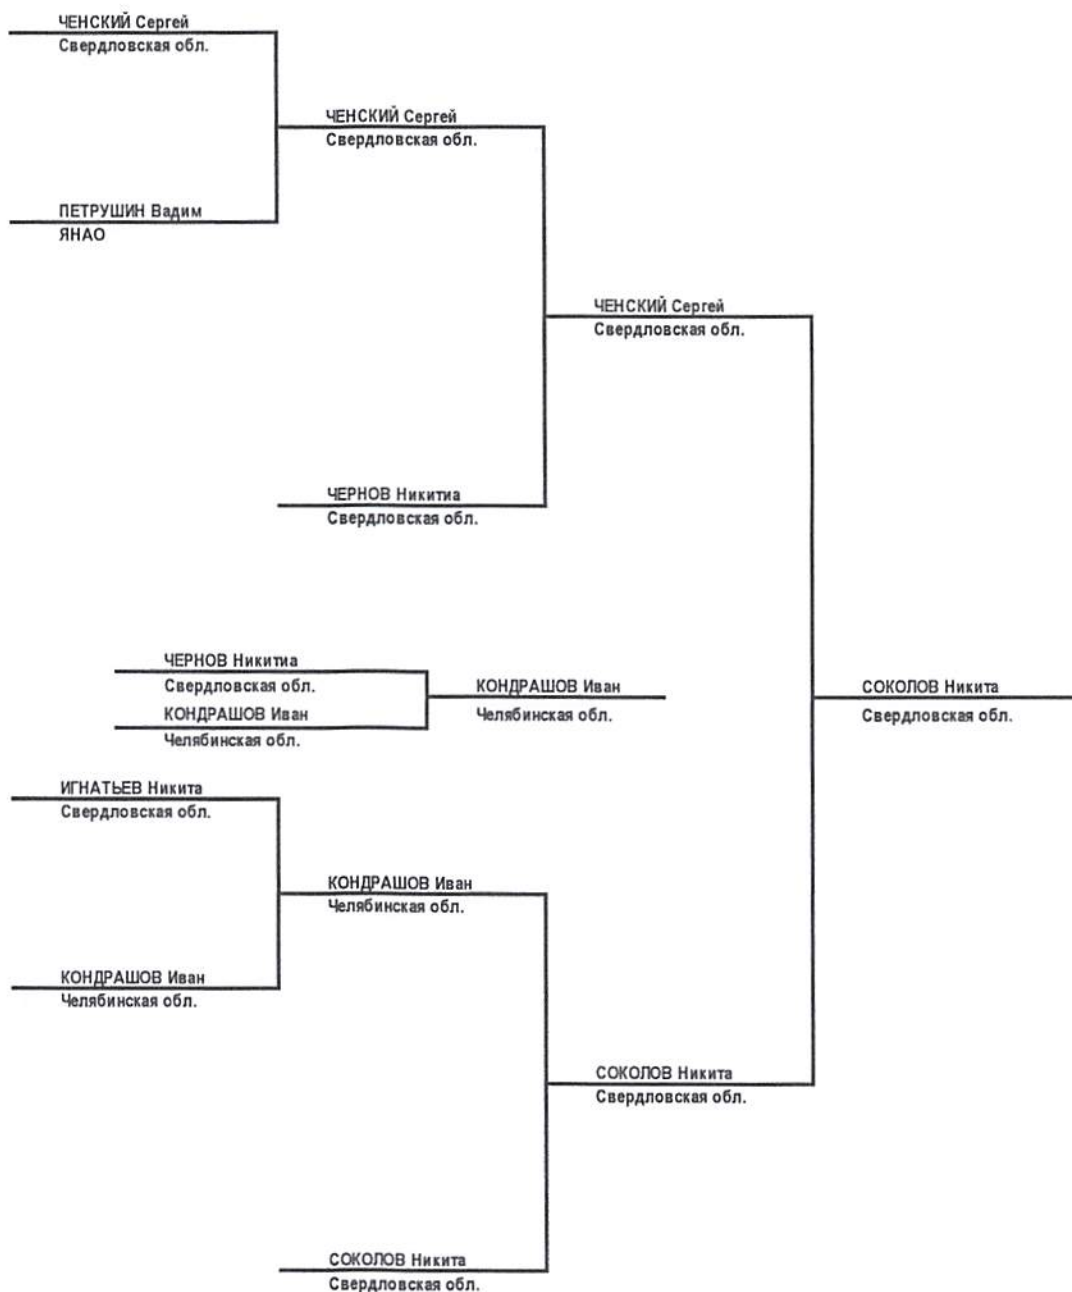 ЧЕНСКИЙ Сергей
Свердловская обл.
ЧЕНСКИЙ Сергей
Свердловская обл.
ПЕТРУШИН Вадим
ЯНАО
ЧЕНСКИЙ Сергей
Свердловская обл.
ЧЕРНОВ Никитиа
Свердловская обл.
ЧЕРНОВ Никитиа
Свердловская обл.
КОНДРАШОВ Иван
Челябинская обл.
КОНДРАШОВ Иван
Челябинская обл.
СОКОЛОВ Никита
Свердловская обл.
ИГНАТЬЕВ Никита
Свердловская обл.
КОНДРАШОВ Иван
Челябинская обл.
КОНДРАШОВ Иван
Челябинская обл.
СОКОЛОВ Никита
Свердловская обл.
СОКОЛОВ Никита
Свердловская обл.